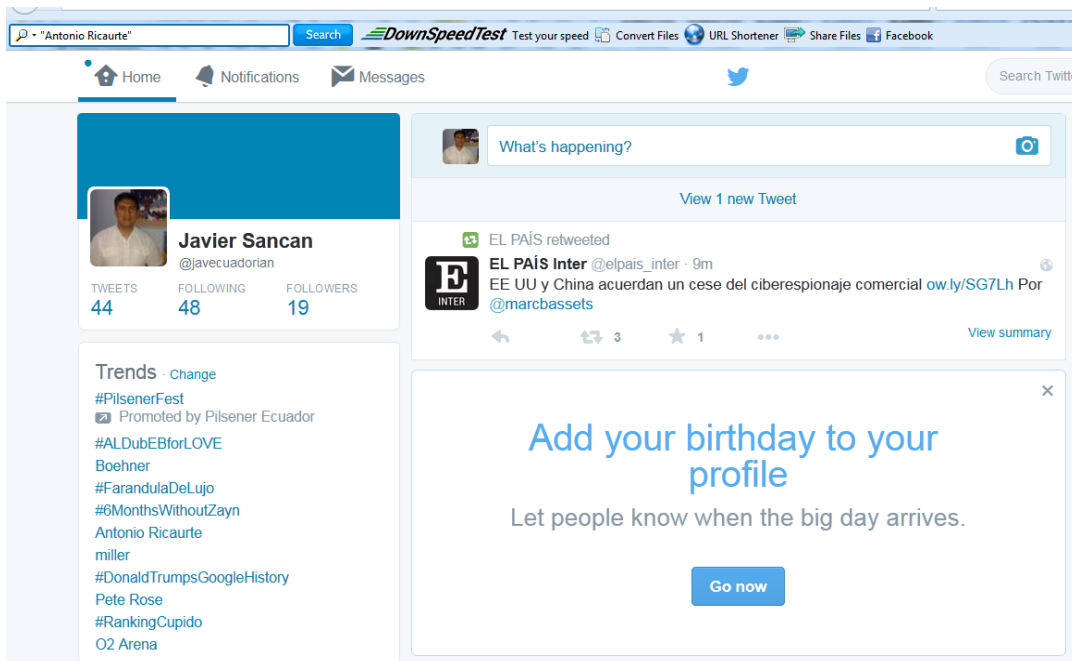 "Antonio Ricaurte" Search DownSpeedTest Test your speed Convert Files URL Shortener Share Files Facebook
Home Notifications Messages Search Twitt
What's happening?
View 1 new Tweet
Javier Sancan
@javecuadorian
TWEETS FOLLOWING FOLLOWERS
44 48 19
EL PAÍS retweeted
E INTER
EL PAÍS Inter @elpais_inter · 9m
EE UU y China acuerdan un cese del ciberespionaje comercial ow.ly/SG7Lh Por
@marcbassets
3 1 View summary
Trends · Change
#PilsenerFest
Promoted by Pilsener Ecuador
#ALDubEBforLOVE
Boehner
#FarandulaDeLujo
#6MonthsWithoutZayn
Antonio Ricaurte
miller
#DonaldTrumpsGoogleHistory
Pete Rose
#RankingCupido
O2 Arena
Add your birthday to your
profile
Let people know when the big day arrives.
Go now